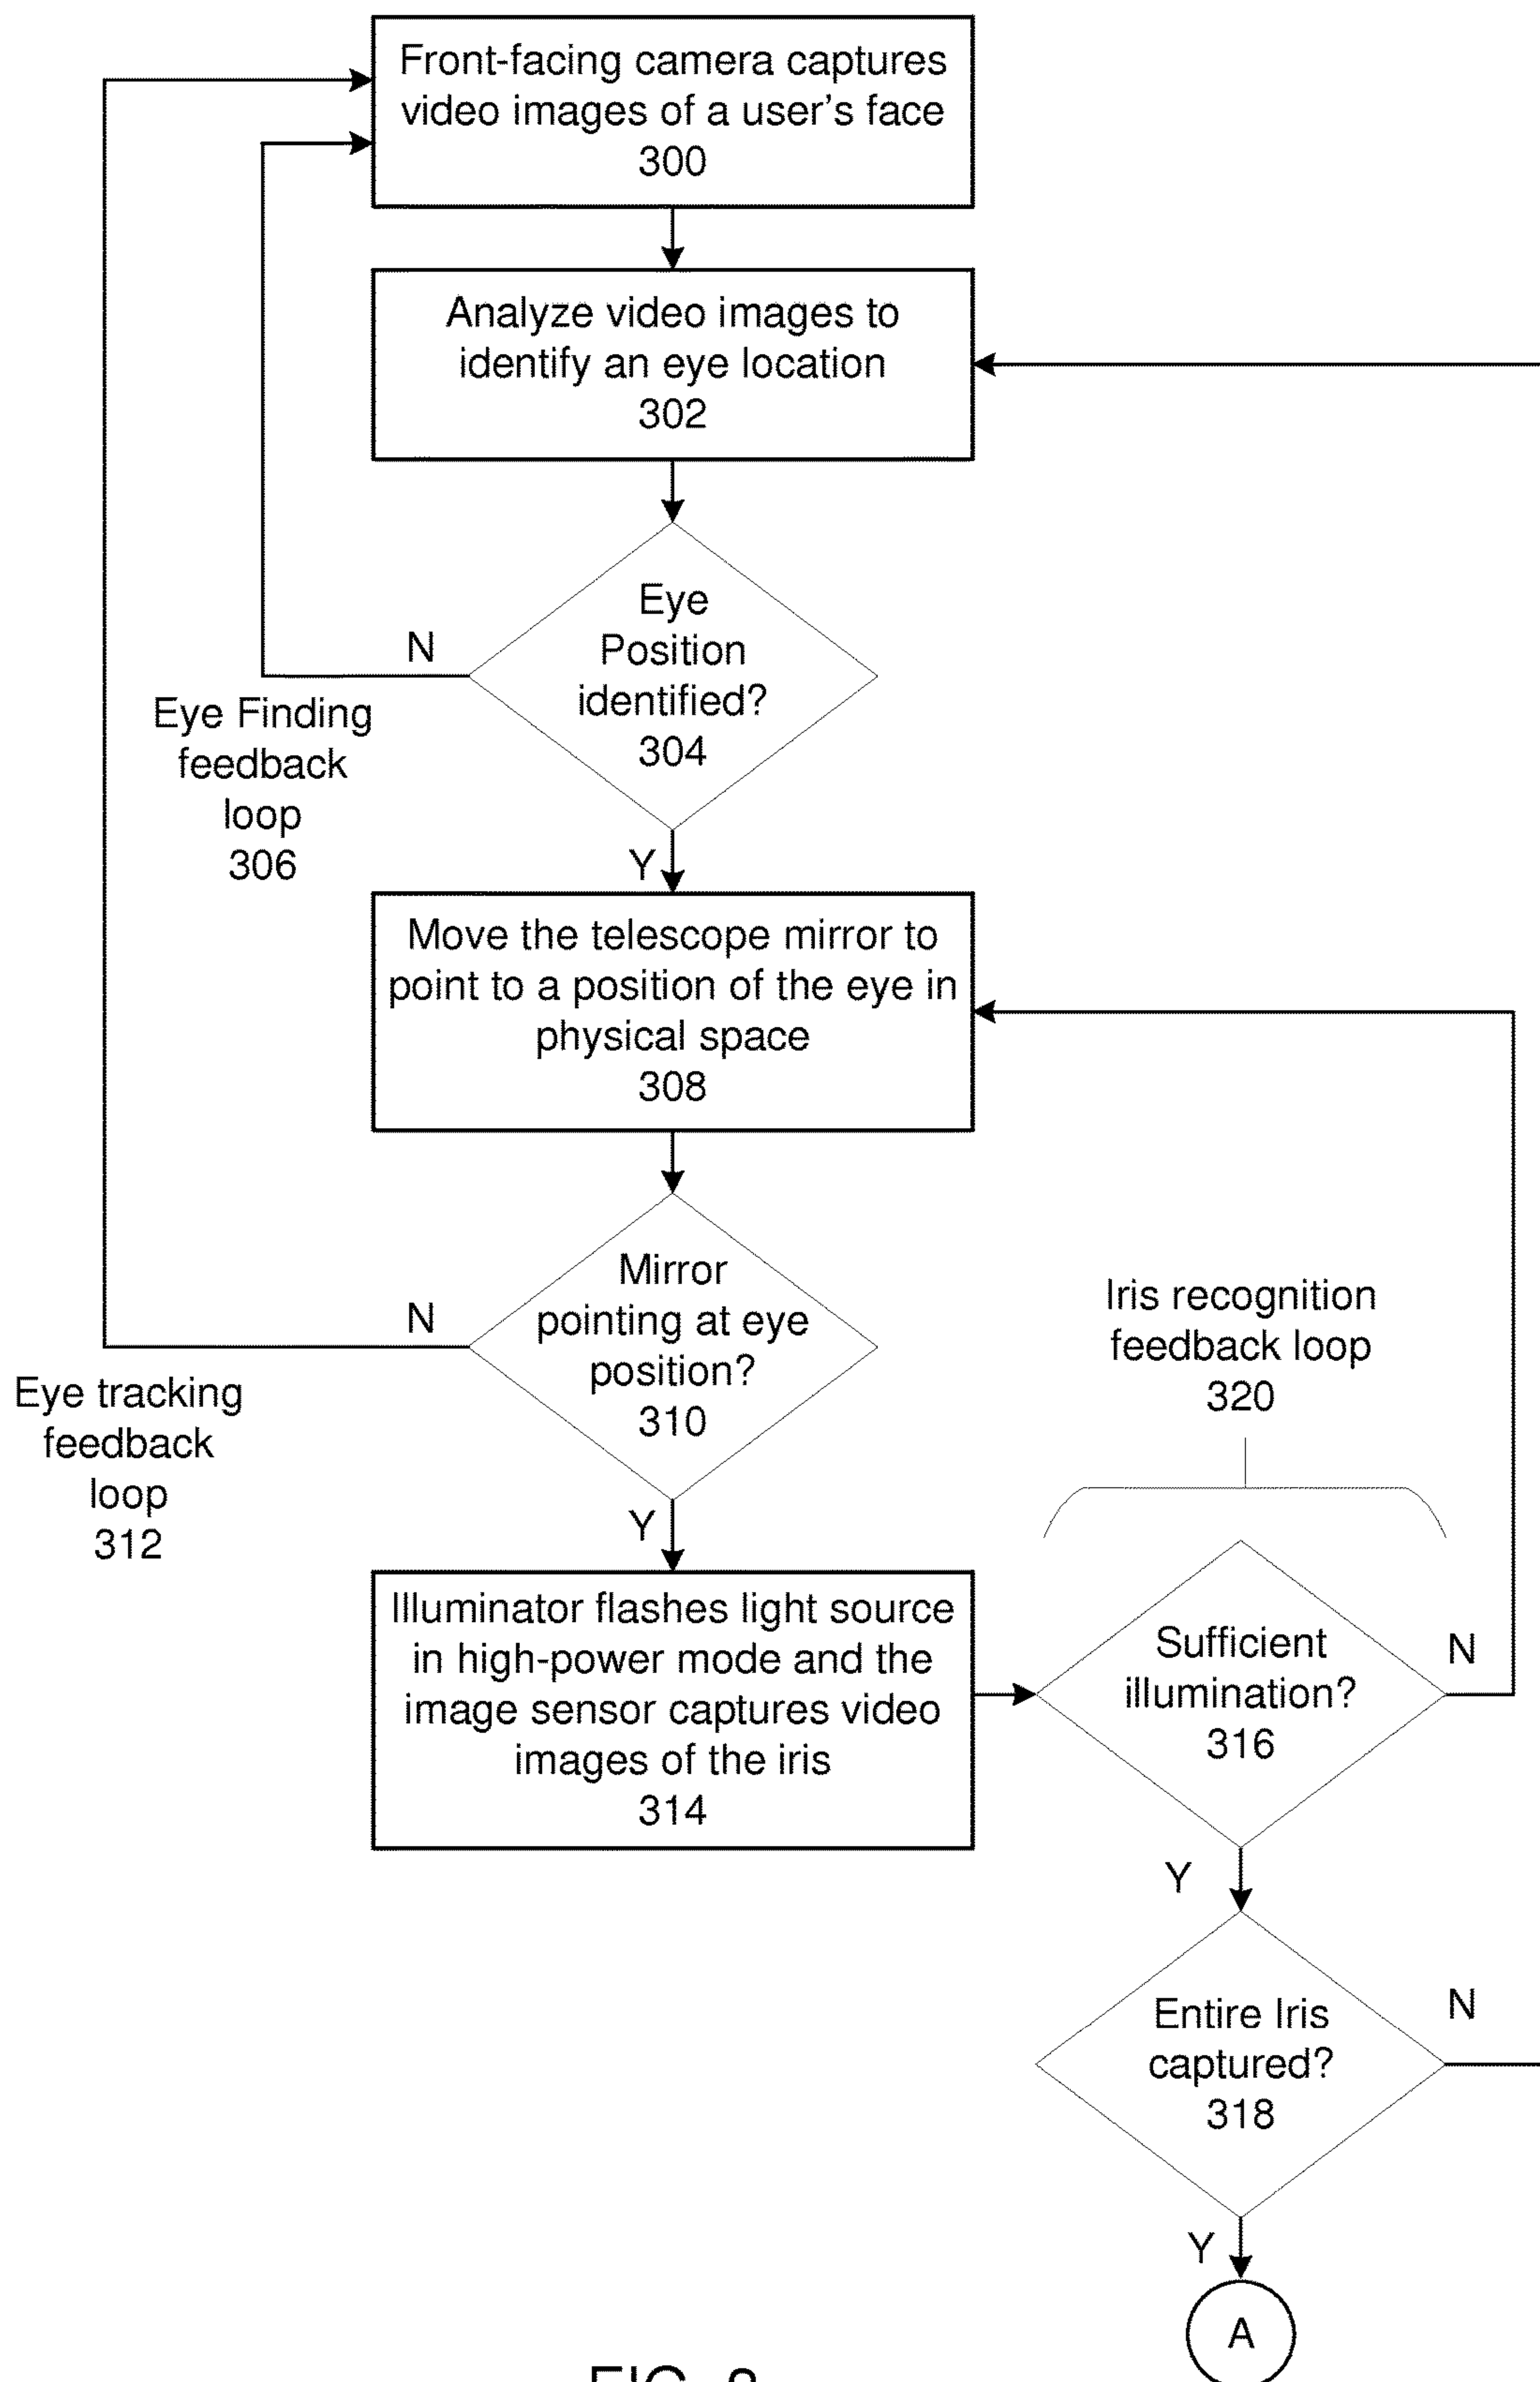 Front-facing camera captures
video images of a user's face
300
Analyze video images to
identify an eye location
302
Eye
Position
identified?
304
N
Eye Finding
feedback
loop
306
Y
Move the telescope mirror to
point to a position of the eye in
physical space
308
Mirror
pointing at eye
position?
310
N
Eye tracking
feedback
loop
312
Y
Iris recognition
feedback loop
320
Illuminator flashes light source
in high-power mode and the
image sensor captures video
images of the iris
314
Sufficient
illumination?
316
N
Y
Entire Iris
captured?
318
N
Y
A
FIG.